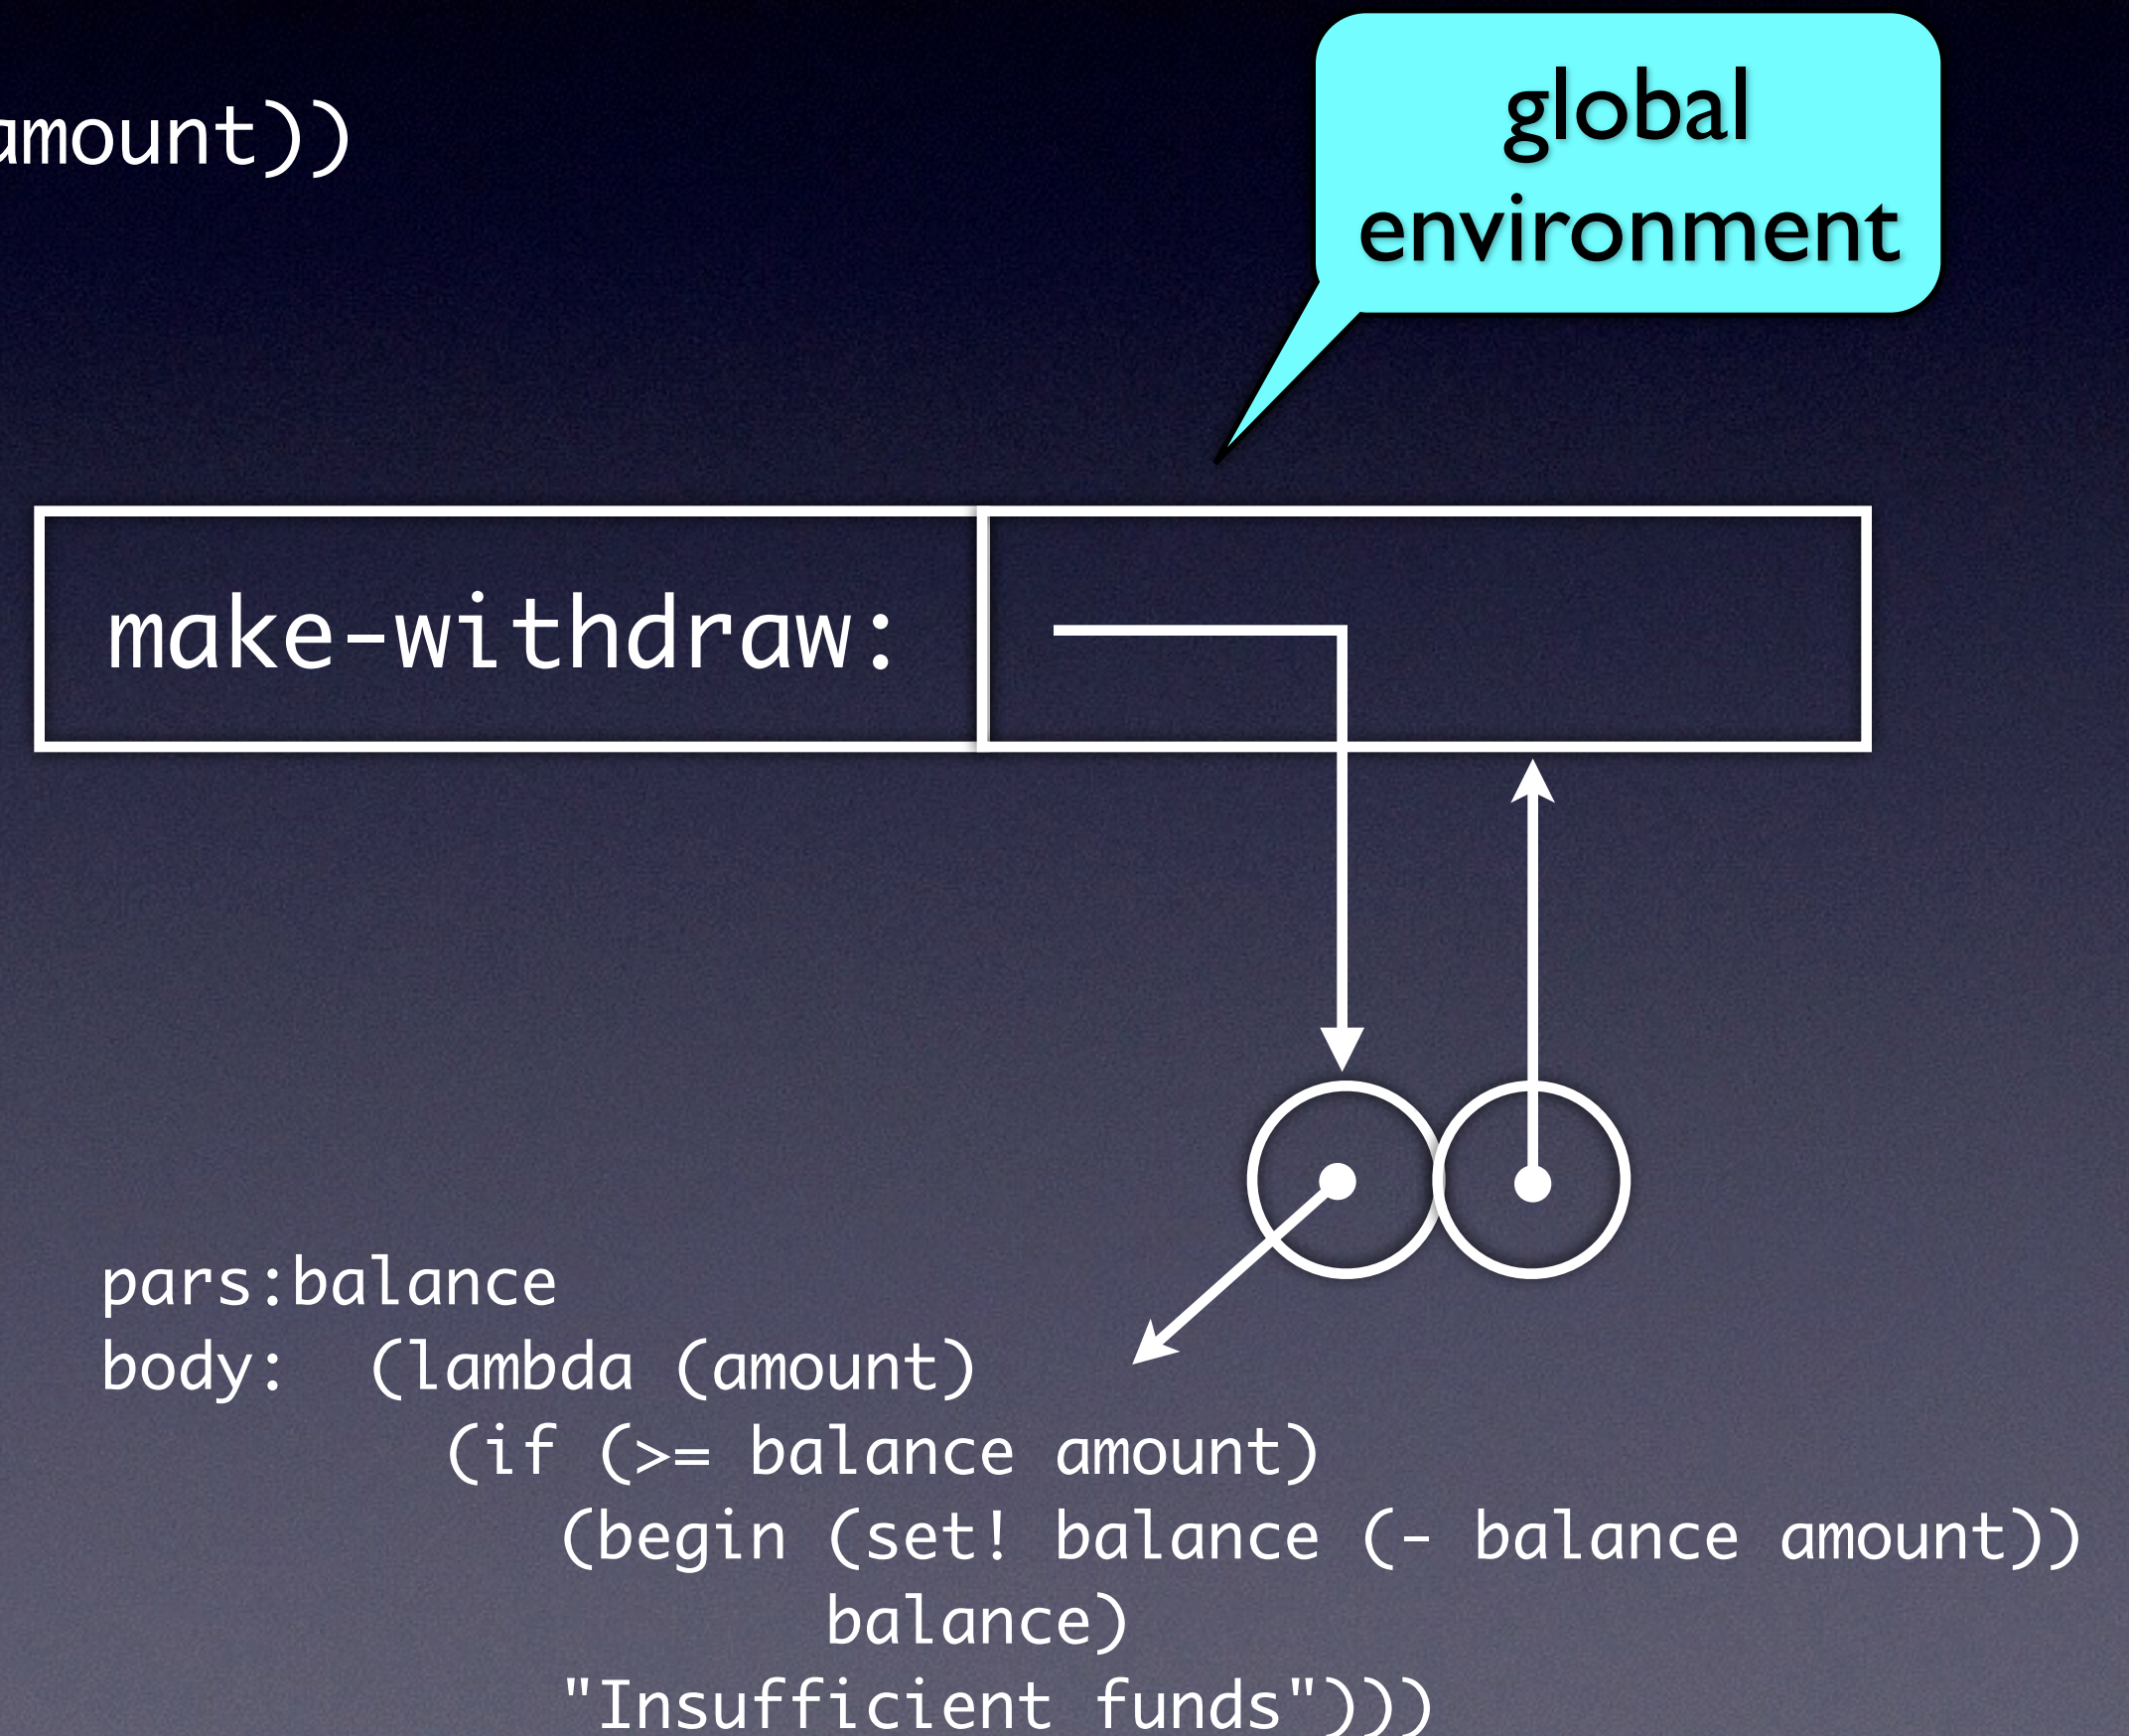 amount))
global
environment
make-withdraw:
pars:balance
body:  (lambda (amount)
(if (>= balance amount)
(begin (set! balance (- balance amount))
balance)
"Insufficient funds")))